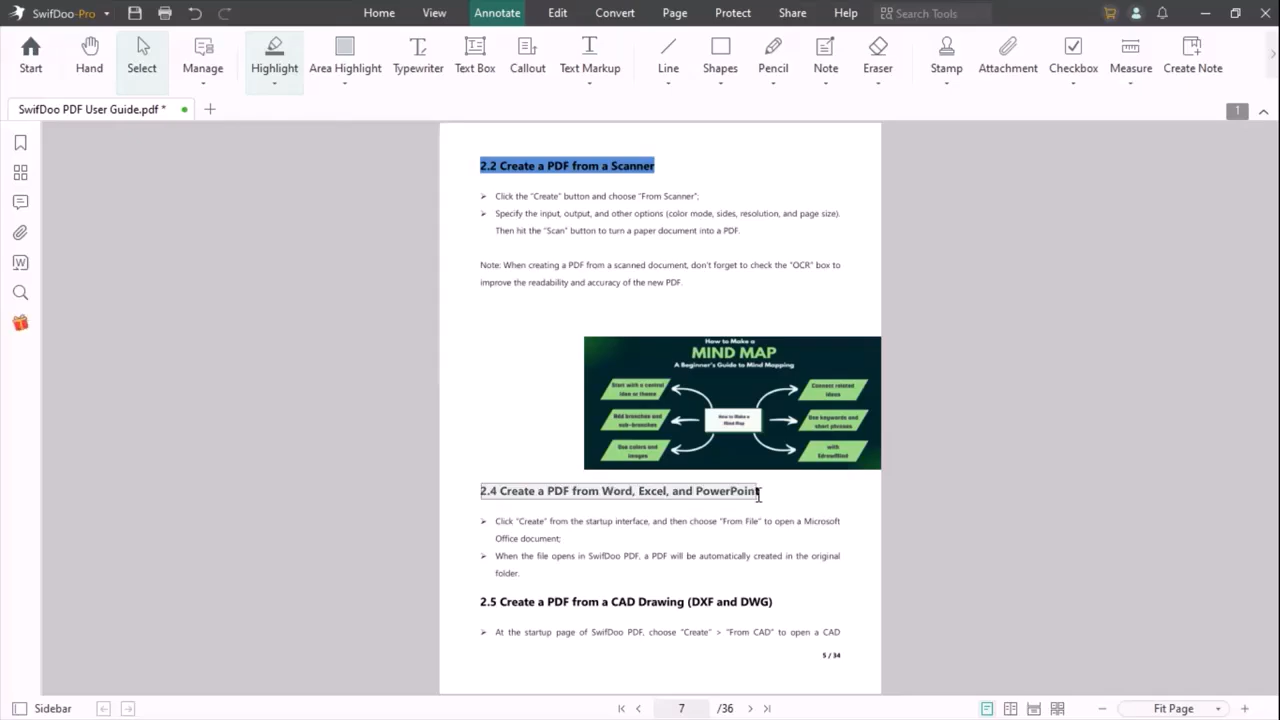 SwifDoo-Pro
Home View Annotate Edit Convert Page Protect Share Help Search Tools
Start Hand Select Manage Highlight Area Highlight Typewriter Text Box Callout Text Markup Line Shapes Pencil Note Eraser Stamp Attachment Checkbox Measure Create Note
SwifDoo PDF User Guide.pdf *
1
2.2 Create a PDF from a Scanner
Click the "Create" button and choose "From Scanner";
Specify the input, output, and other options (color mode, sides, resolution, and page size).
Then hit the "Scan" button to turn a paper document into a PDF.
Note: When creating a PDF from a scanned document, don't forget to check the "OCR" box to
improve the readability and accuracy of the new PDF.
How to Make a
MIND MAP
A Beginner's Guide to Mind Mapping
Start with a central
idea or theme
Connect related
ideas
Add branches and
sub-branches
How to Make a
Mind Map
Use keywords and
short phrases
Use colors and
images
with
EdrawMind
2.4 Create a PDF from Word, Excel, and PowerPoint
Click "Create" from the startup interface, and then choose "From File" to open a Microsoft
Office document;
When the file opens in SwifDoo PDF, a PDF will be automatically created in the original
folder.
2.5 Create a PDF from a CAD Drawing (DXF and DWG)
At the startup page of SwifDoo PDF, choose "Create" > "From CAD" to open a CAD
5 / 34
Sidebar 7 /36 Fit Page